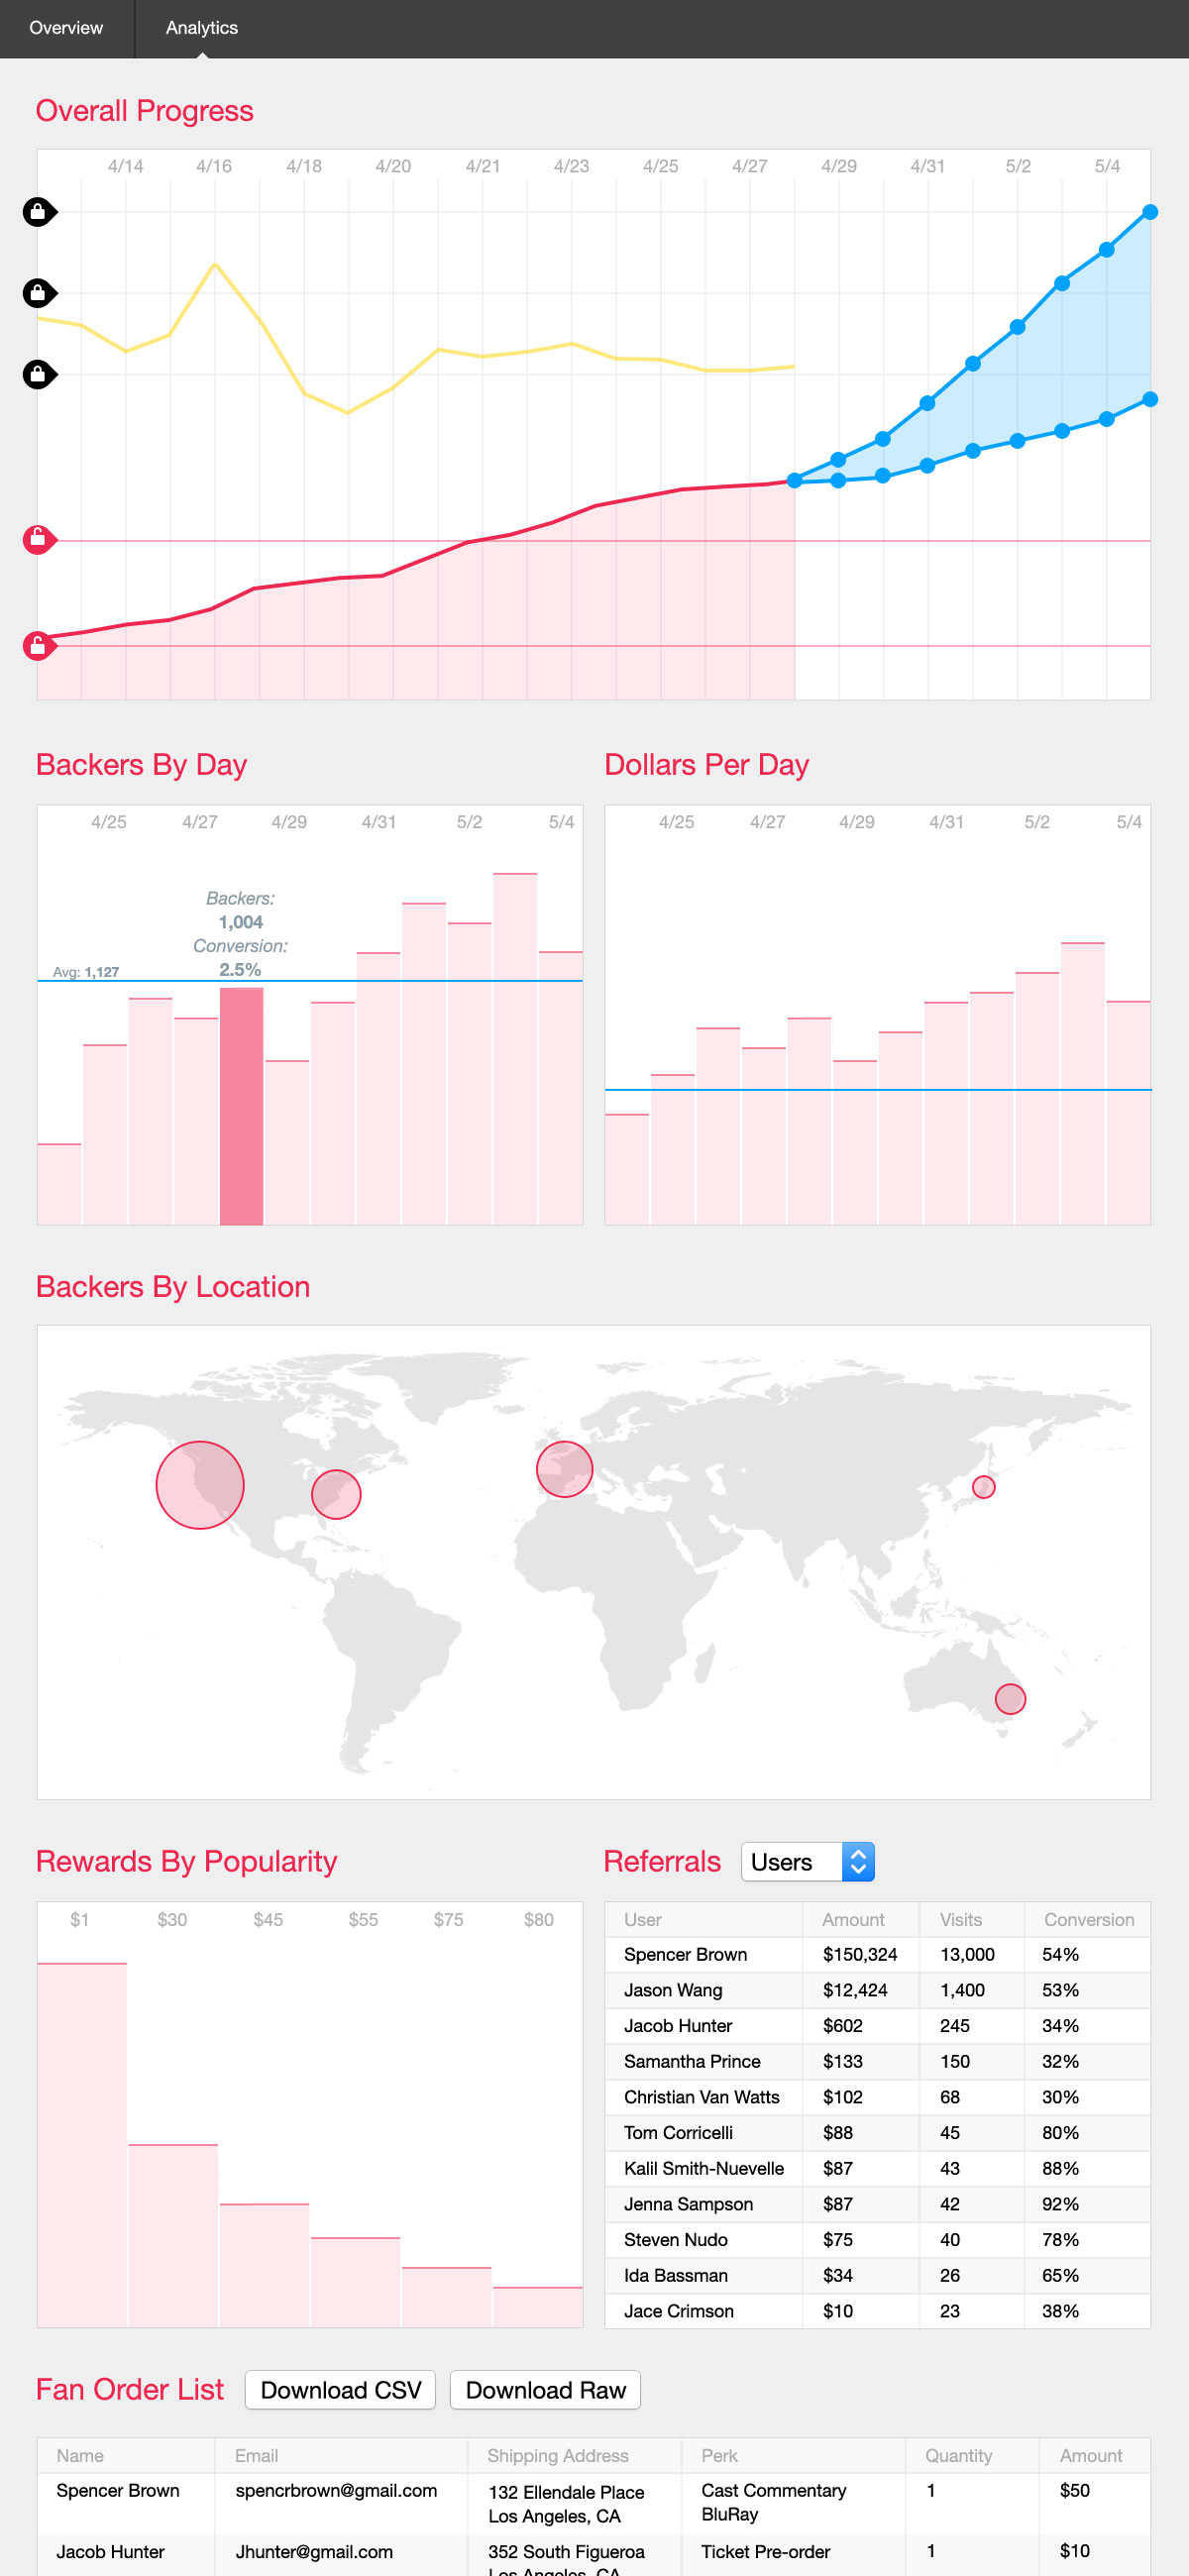 Overview Analytics
Overall Progress
4/14 4/16 4/18 4/20 4/21 4/23 4/25 4/27 4/29 4/31 5/2 5/4
Backers By Day
4/25 4/27 4/29 4/31 5/2 5/4
Backers:
1,004
Conversion:
2.5%
Avg: 1,127
Dollars Per Day
4/25 4/27 4/29 4/31 5/2 5/4
Backers By Location
Rewards By Popularity
$1 $30 $45 $55 $75 $80
Referrals Users
User Amount Visits Conversion
Spencer Brown $150,324 13,000 54%
Jason Wang $12,424 1,400 53%
Jacob Hunter $602 245 34%
Samantha Prince $133 150 32%
Christian Van Watts $102 68 30%
Tom Corricelli $88 45 80%
Kalil Smith-Nuevelle $87 43 88%
Jenna Sampson $87 42 92%
Steven Nudo $75 40 78%
Ida Bassman $34 26 65%
Jace Crimson $10 23 38%
Fan Order List Download CSV Download Raw
Name Email Shipping Address Perk Quantity Amount
Spencer Brown spencrbrown@gmail.com 132 Ellendale Place Cast Commentary 1 $50
Los Angeles, CA BluRay
Jacob Hunter Jhunter@gmail.com 352 South Figueroa Ticket Pre-order 1 $10
Los Angeles, CA